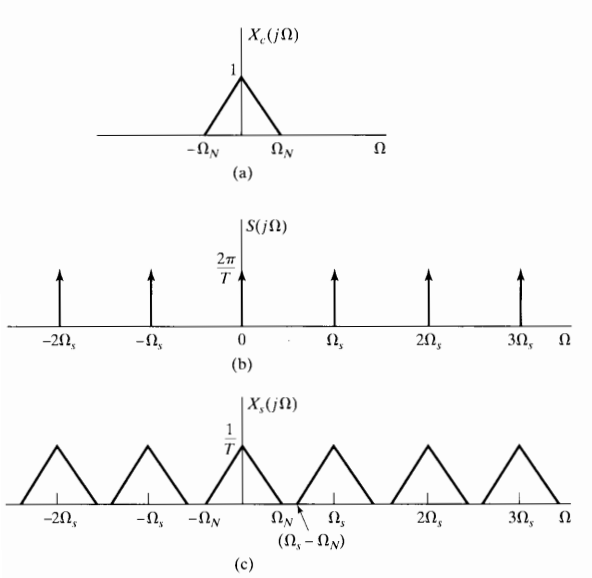 X_c(jΩ)
1
-Ω_N Ω_N Ω
(a)
S(jΩ)
2π/T
-2Ω_s -Ω_s 0 Ω_s 2Ω_s 3Ω_s Ω
(b)
X_s(jΩ)
1/T
-2Ω_s -Ω_s -Ω_N Ω_N Ω_s 2Ω_s 3Ω_s Ω
(Ω_s - Ω_N)
(c)